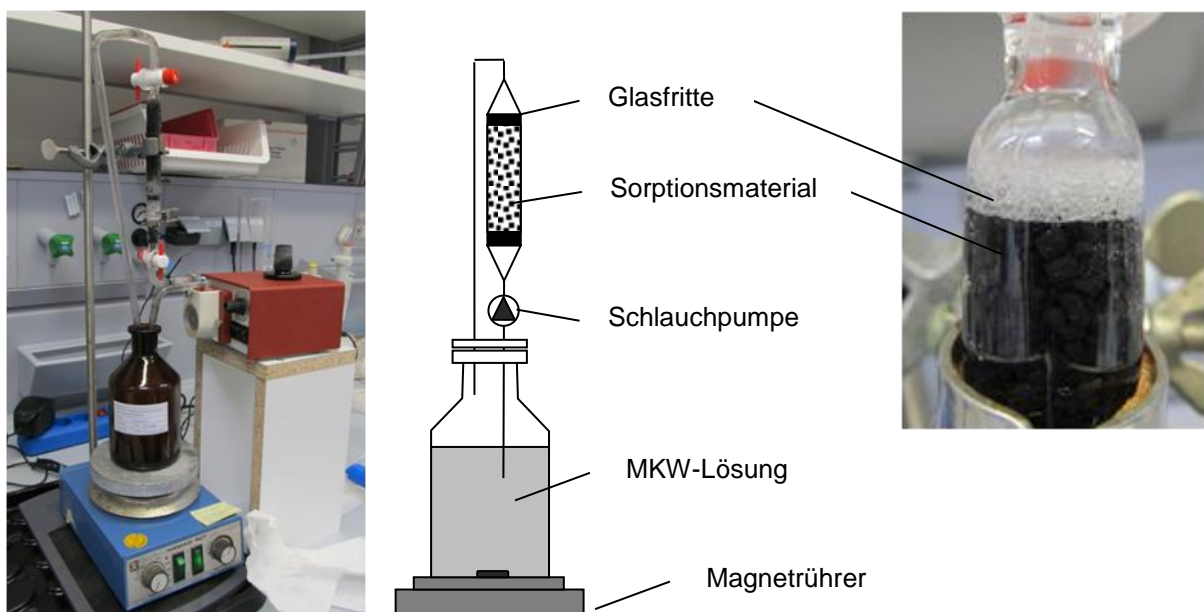 Glasfritte
Sorptionsmaterial
Schlauchpumpe
MKW-Lösung
Magnetrührer